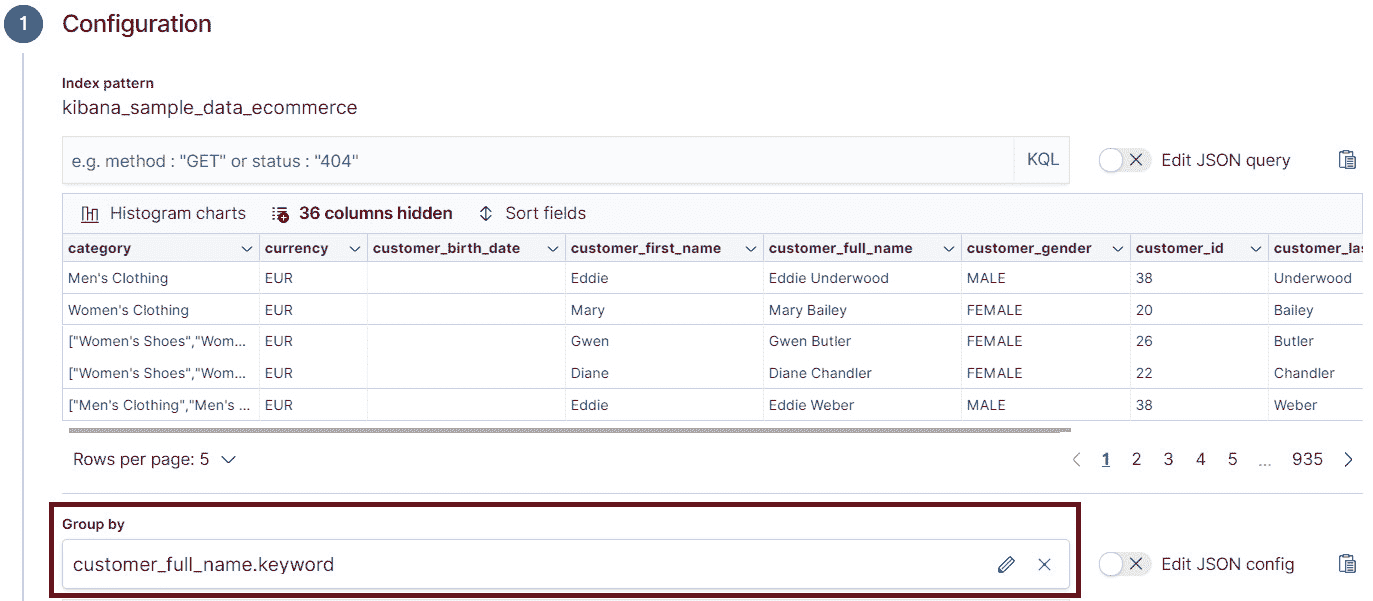 1 Configuration
Index pattern
kibana_sample_data_ecommerce
e.g. method : "GET" or status : "404" KQL Edit JSON query
Histogram charts 36 columns hidden Sort fields
category currency customer_birth_date customer_first_name customer_full_name customer_gender customer_id customer_las
Men's Clothing EUR Eddie Eddie Underwood MALE 38 Underwood
Women's Clothing EUR Mary Mary Bailey FEMALE 20 Bailey
["Women's Shoes","Wom... EUR Gwen Gwen Butler FEMALE 26 Butler
["Women's Shoes","Wom... EUR Diane Diane Chandler FEMALE 22 Chandler
["Men's Clothing","Men's ... EUR Eddie Eddie Weber MALE 38 Weber
Rows per page: 5 1 2 3 4 5 ... 935
Group by
customer_full_name.keyword Edit JSON config